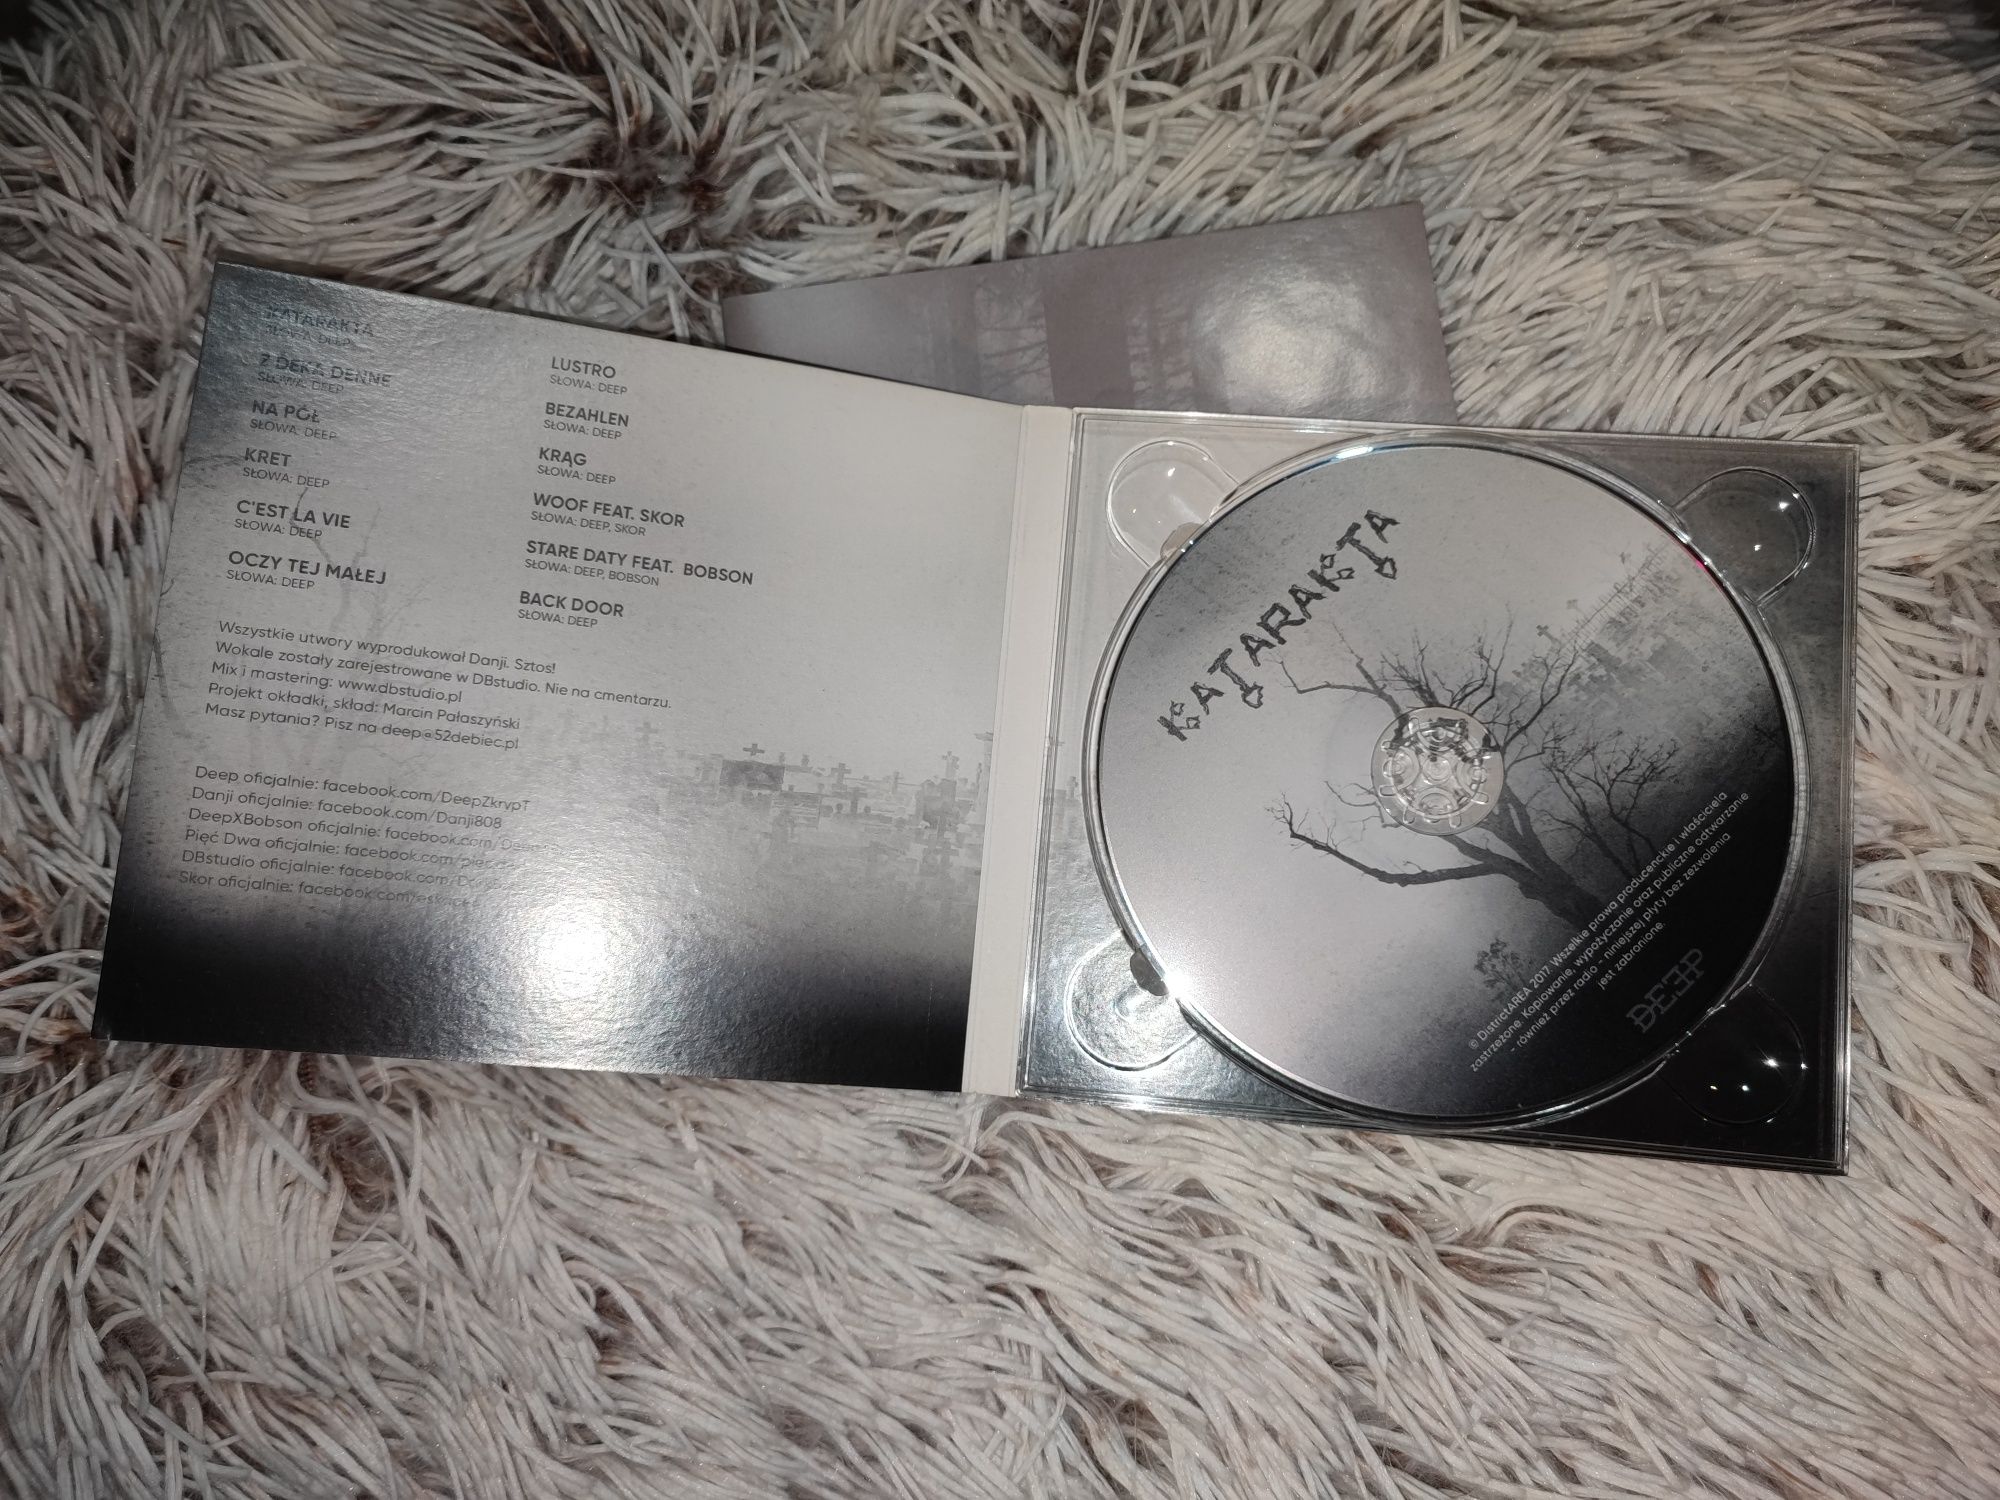 KATARAKTA
SŁOWA: DEEP
Z DEKA DENNE
SŁOWA: DEEP
NA PÓŁ
SŁOWA: DEEP
KRET
SŁOWA: DEEP
C'EST LA VIE
SŁOWA: DEEP
OCZY TEJ MAŁEJ
SŁOWA: DEEP
LUSTRO
SŁOWA: DEEP
BEZAHLEN
SŁOWA: DEEP
KRĄG
SŁOWA: DEEP
WOOF FEAT. SKOR
SŁOWA: DEEP, SKOR
STARE DATY FEAT. BOBSON
SŁOWA: DEEP, BOBSON
BACK DOOR
SŁOWA: DEEP
Wszystkie utwory wyprodukował Danji. Sztos!
Wokale zostały zarejestrowane w DBstudio. Nie na cmentarzu.
Mix i mastering: www.dbstudio.pl
Projekt okładki, skład: Marcin Pałaszyński
Masz pytania? Pisz na deep@52debiec.pl
Deep oficjalnie: facebook.com/DeepZkrvpT
Danji oficjalnie: facebook.com/Danji808
DeepXBobson oficjalnie:
Pięć Dwa oficjalnie:
DBstudio oficjalnie:
Skor oficjalnie:
KATARAKTA
© DistrictAREA 2017. Wszelkie prawa producenckie i właściciela
zastrzeżone. Kopiowanie, wypożyczanie oraz publiczne odtwarzanie
- również przez radio - niniejszej płyty bez zezwolenia
jest zabronione.
DEEP